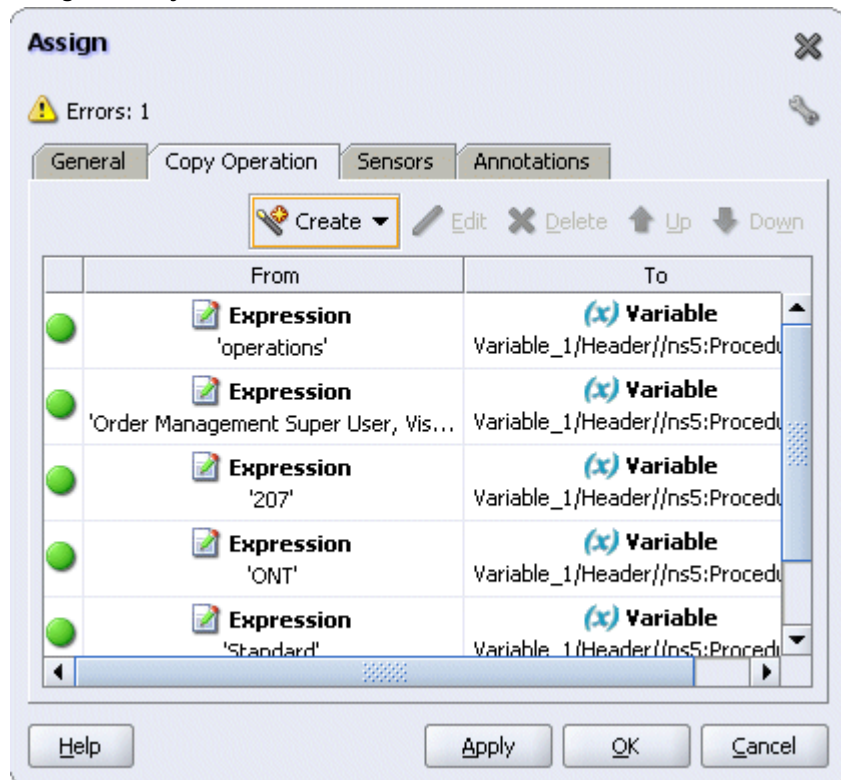 Assign
Errors: 1
General Copy Operation Sensors Annotations
Create Edit Delete Up Down
From To
Expression (x) Variable
'operations' Variable_1/Header//ns5:Procedu
Expression (x) Variable
'Order Management Super User, Vis... Variable_1/Header//ns5:Procedu
Expression (x) Variable
'207' Variable_1/Header//ns5:Procedu
Expression (x) Variable
'ONT' Variable_1/Header//ns5:Procedu
Expression (x) Variable
'Standard' Variable_1/Header//ns5:Procedu
Help Apply OK Cancel